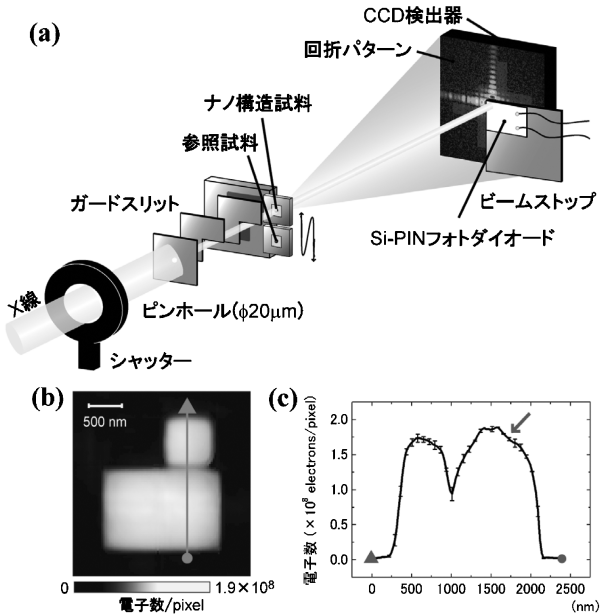 (a)
CCD検出器
回折パターン
ナノ構造試料
参照試料
ガードスリット
ビームストップ
Si-PINフォトダイオード
X線
ピンホール(φ20μm)
シャッター
(b)
500 nm
0
1.9×10⁸
電子数/pixel
(c)
電子数 (×10⁸ electrons/pixel)
2.0
1.5
1.0
0.5
0.0
0
500
1000
1500
2000
2500
(nm)